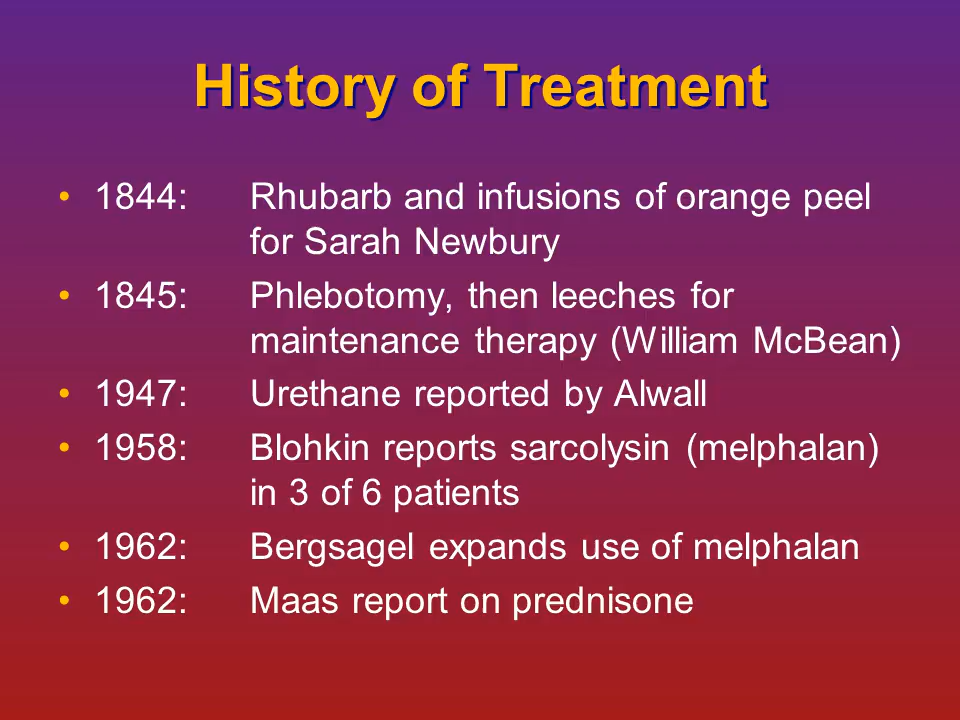 History of Treatment
• 1844: Rhubarb and infusions of orange peel
for Sarah Newbury
• 1845: Phlebotomy, then leeches for
maintenance therapy (William McBean)
• 1947: Urethane reported by Alwall
• 1958: Blohkin reports sarcolysin (melphalan)
in 3 of 6 patients
• 1962: Bergsagel expands use of melphalan
• 1962: Maas report on prednisone